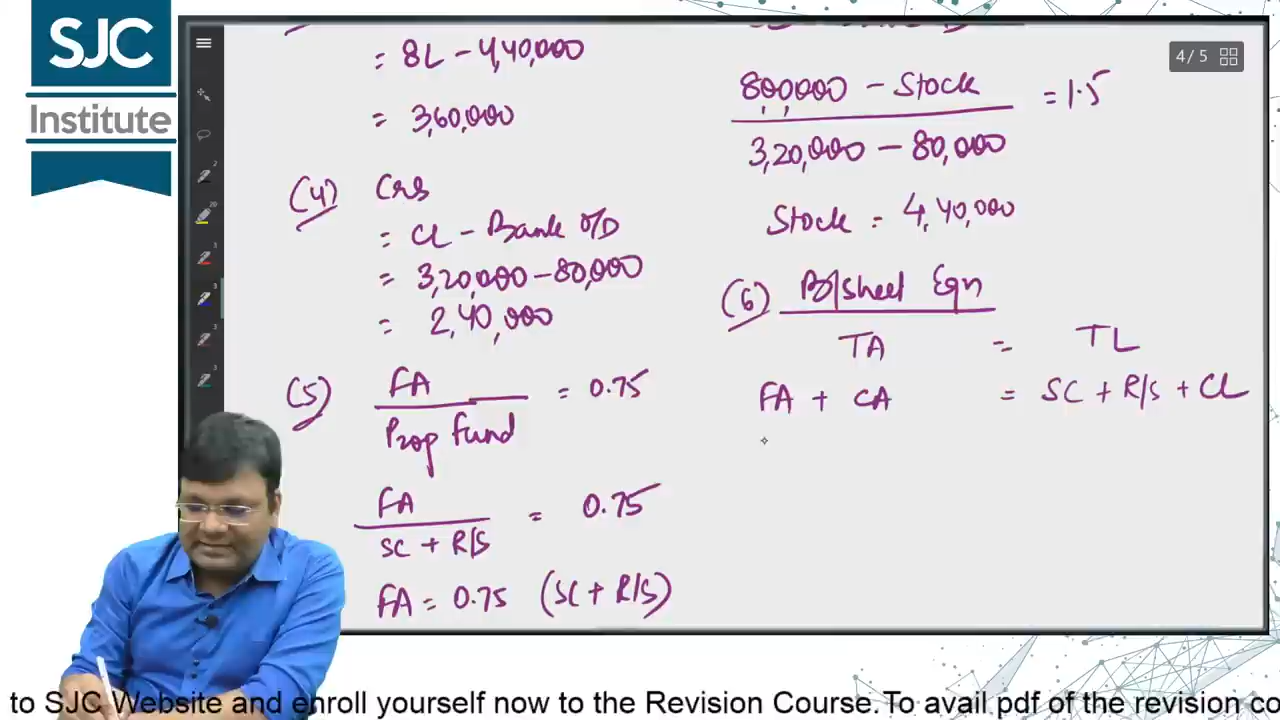 SJC
Institute
4/5
= 8L - 4,40,000
= 3,60,000
(4) Crs
= CL - Bank O/D
= 3,20,000 - 80,000
= 2,40,000
(5) FA
Prop Fund
= 0.75
FA
SC + R/S
= 0.75
FA = 0.75 (SC + R/S)
800,000 - Stock
3,20,000 - 80,000
= 1.5
Stock = 4,40,000
(6) B/Sheet Eqn
TA = TL
FA + CA = SC + R/S + CL
to SJC Website and enroll yourself now to the Revision Course.To avail pdf of the revision co